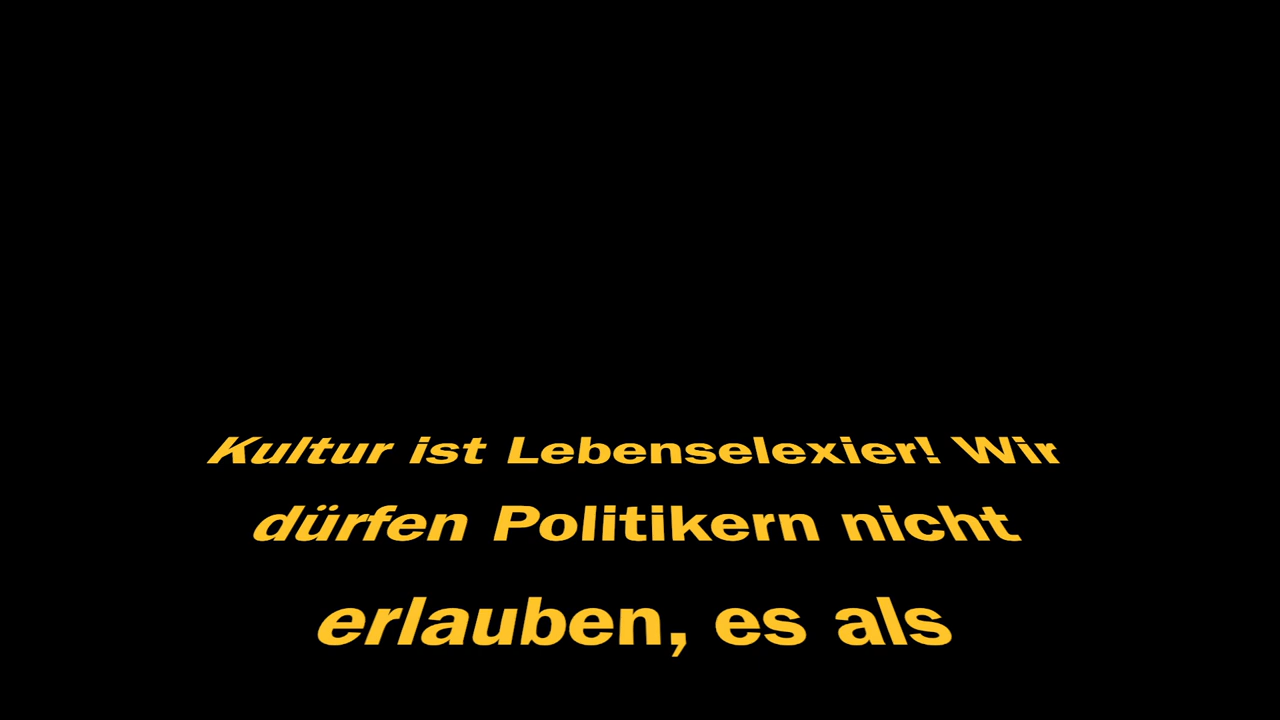 Kultur ist Lebenselexier! Wir
dürfen Politikern nicht
erlauben, es als